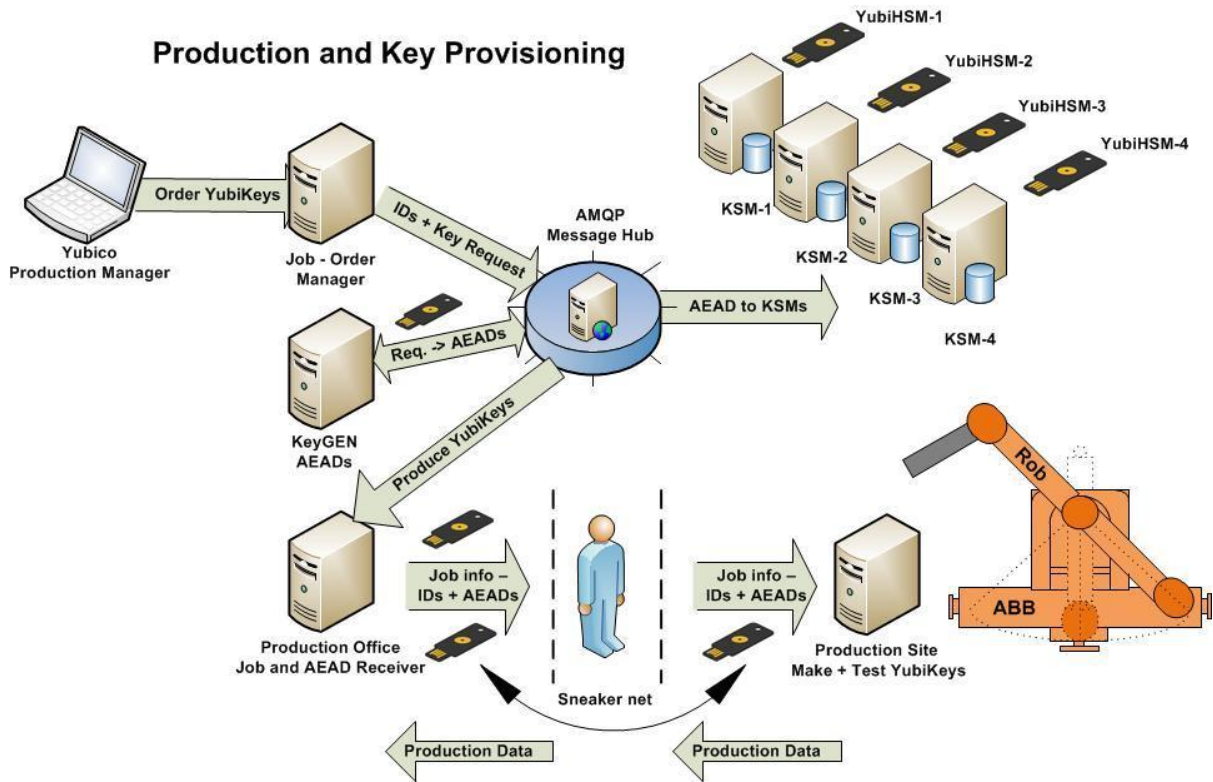 Production and Key Provisioning
YubiHSM-1
YubiHSM-2
YubiHSM-3
YubiHSM-4
KSM-1
KSM-2
KSM-3
KSM-4
Yubico
Production Manager
Order YubiKeys
Job - Order
Manager
IDs + Key Request
AMQP
Message Hub
AEAD to KSMs
Req. -> AEADs
KeyGEN
AEADs
Produce YubiKeys
Production Office
Job and AEAD Receiver
Job info –
IDs + AEADs
Sneaker net
Job info –
IDs + AEADs
Production Site
Make + Test YubiKeys
Rob
ABB
Production Data
Production Data